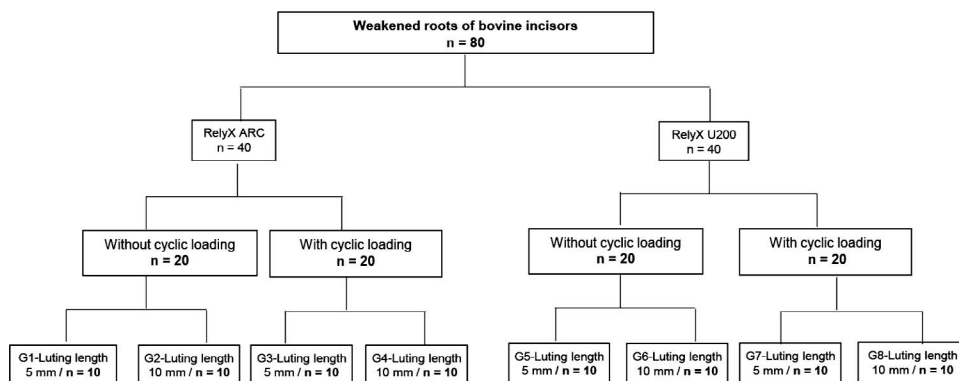 Weakened roots of bovine incisors
n = 80
RelyX ARC
n = 40
RelyX U200
n = 40
Without cyclic loading
n = 20
With cyclic loading
n = 20
Without cyclic loading
n = 20
With cyclic loading
n = 20
G1-Luting length
5 mm / n = 10
G2-Luting length
10 mm / n = 10
G3-Luting length
5 mm / n = 10
G4-Luting length
10 mm / n = 10
G5-Luting length
5 mm / n = 10
G6-Luting length
10 mm / n = 10
G7-Luting length
5 mm / n = 10
G8-Luting length
10 mm / n = 10